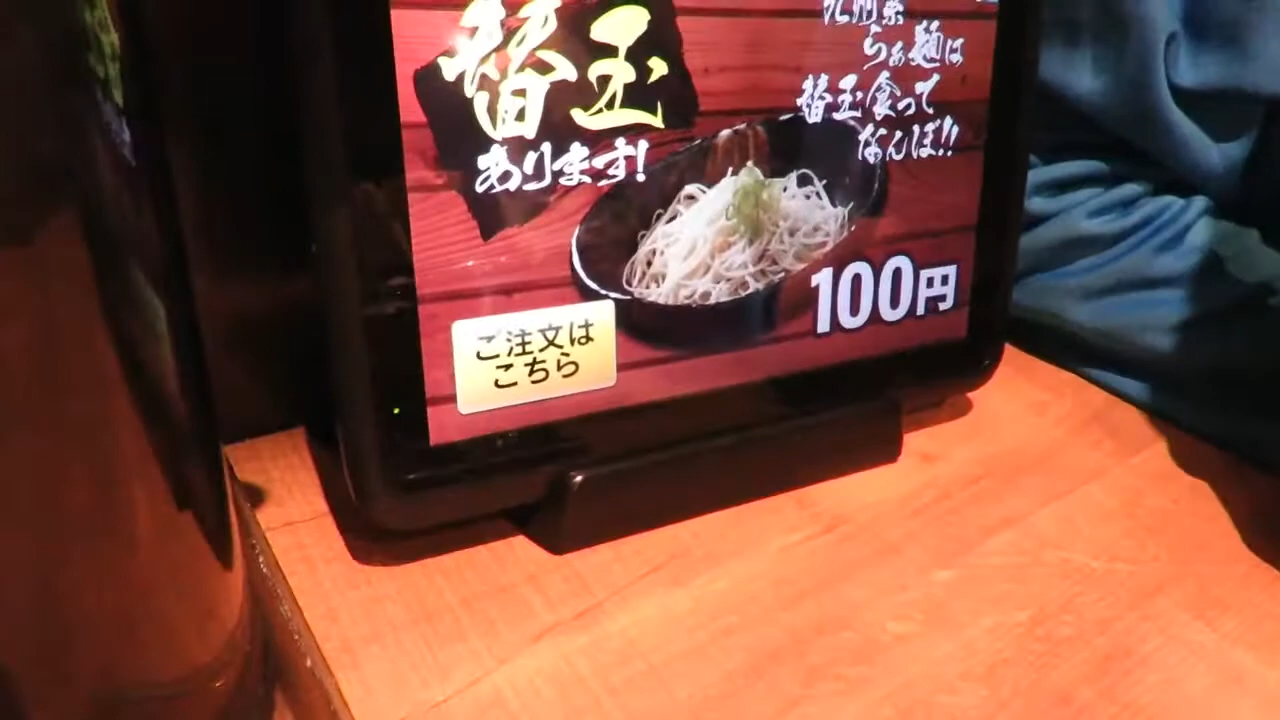 替玉
あります!
九州系
らぁ麺は
替玉食って
なんぼ!!
100円
ご注文は
こちら